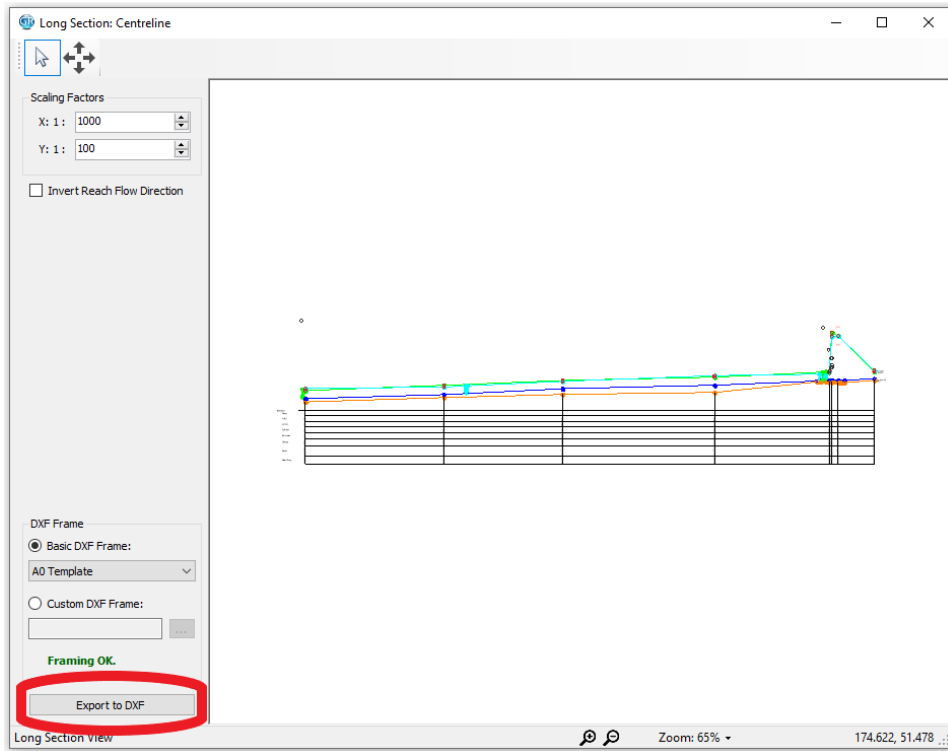 Long Section: Centreline
Scaling Factors
X: 1 : 1000
Y: 1 : 100
Invert Reach Flow Direction
DXF Frame
Basic DXF Frame:
A0 Template
Custom DXF Frame:
...
Framing OK.
Export to DXF
Long Section View
Zoom: 65%
174.622, 51.478